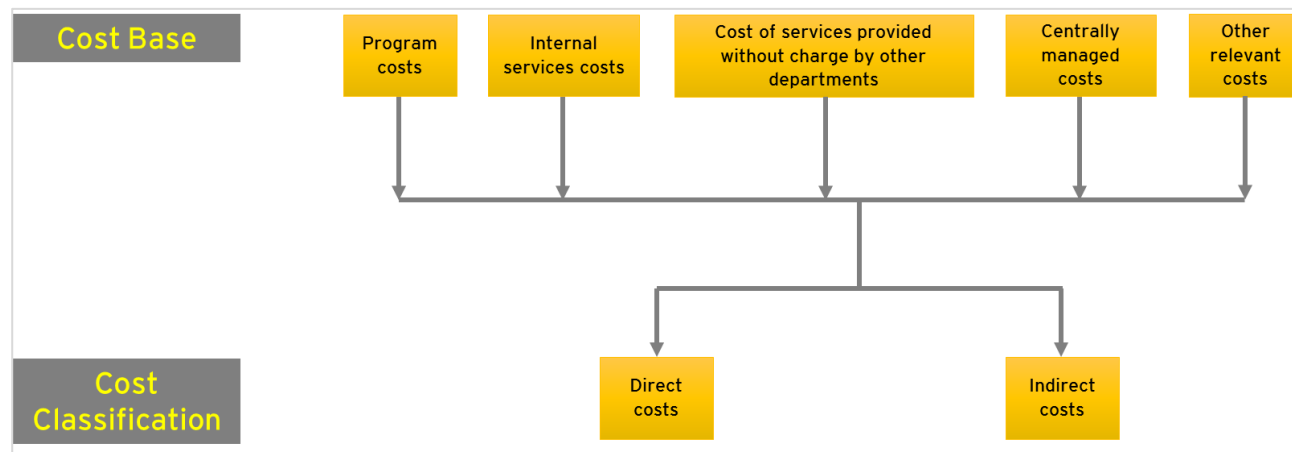 Cost Base
Program
costs
Internal
services costs
Cost of services provided
without charge by other
departments
Centrally
managed
costs
Other
relevant
costs
Cost
Classification
Direct
costs
Indirect
costs